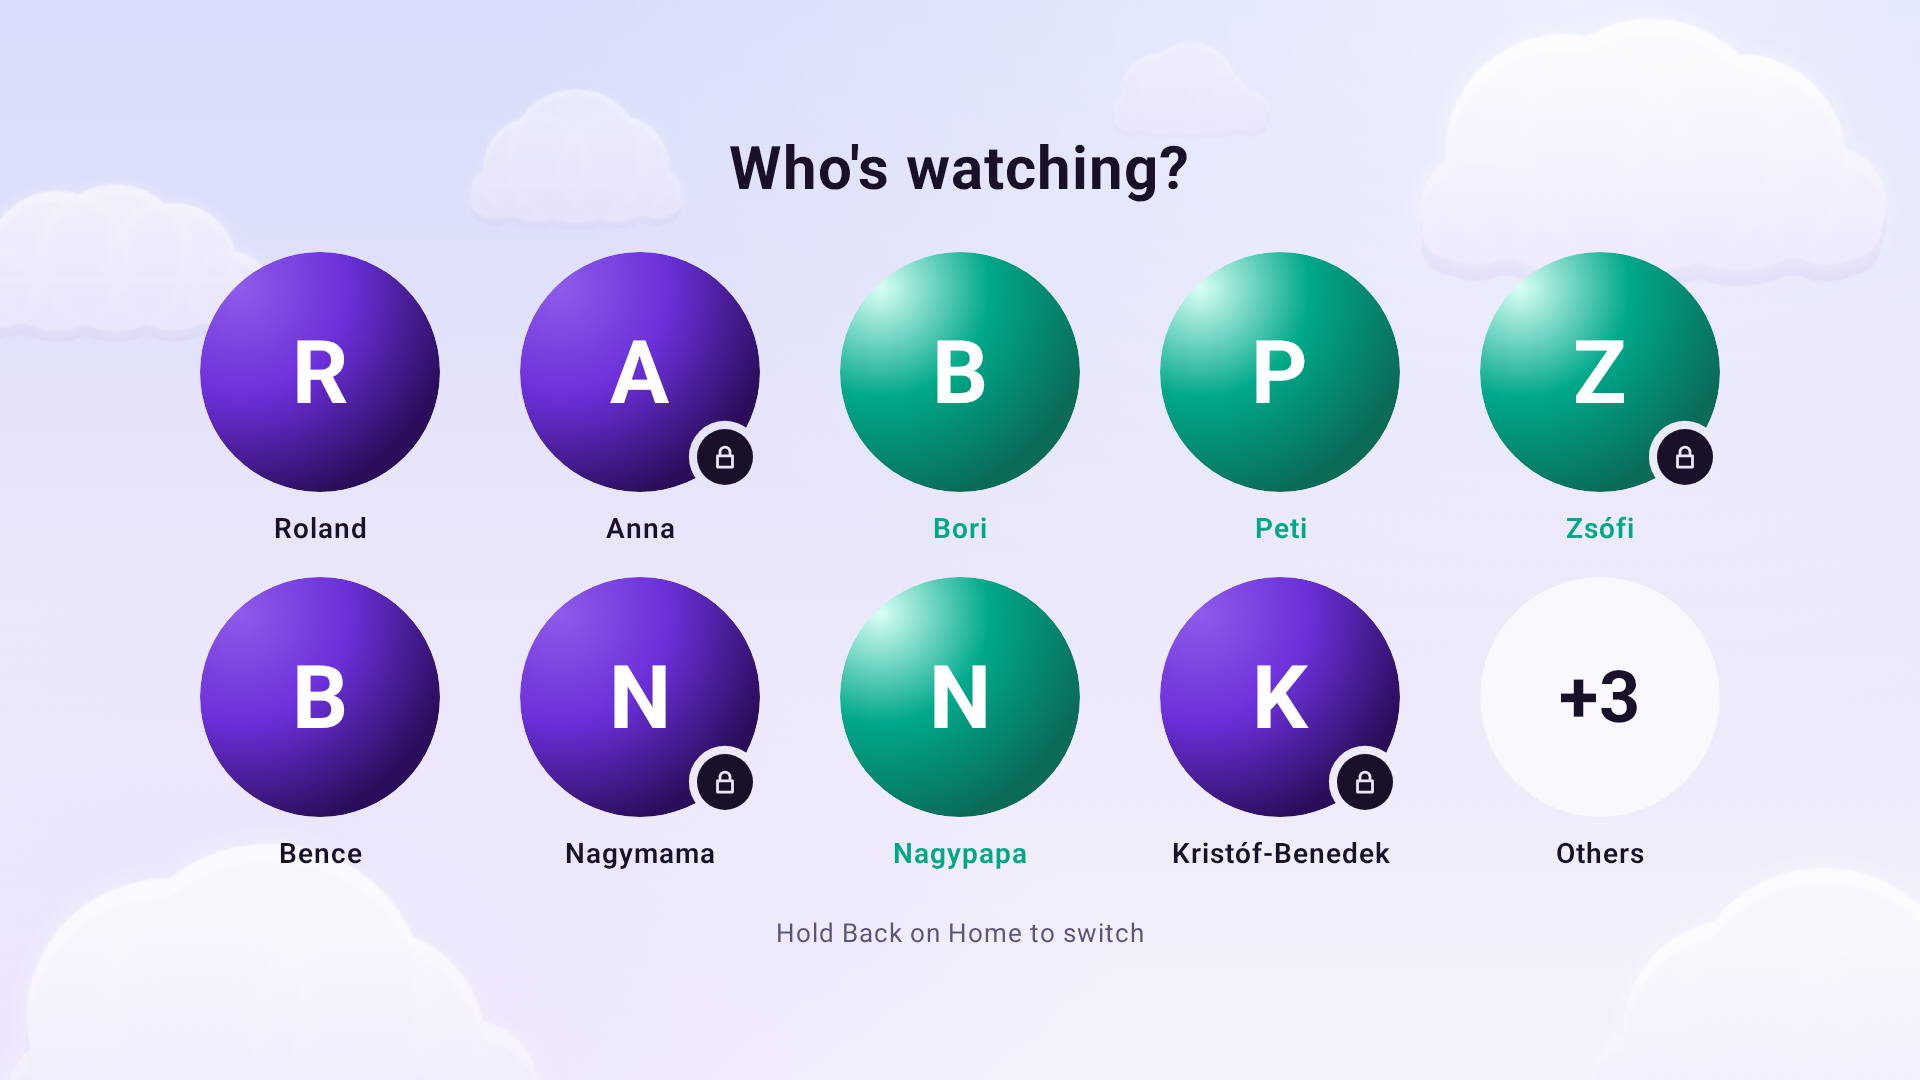 Who's watching?
R
A
B
P
Z
Roland
Anna
Bori
Peti
Zsófi
B
N
N
K
+3
Bence
Nagymama
Nagypapa
Kristóf-Benedek
Others
Hold Back on Home to switch